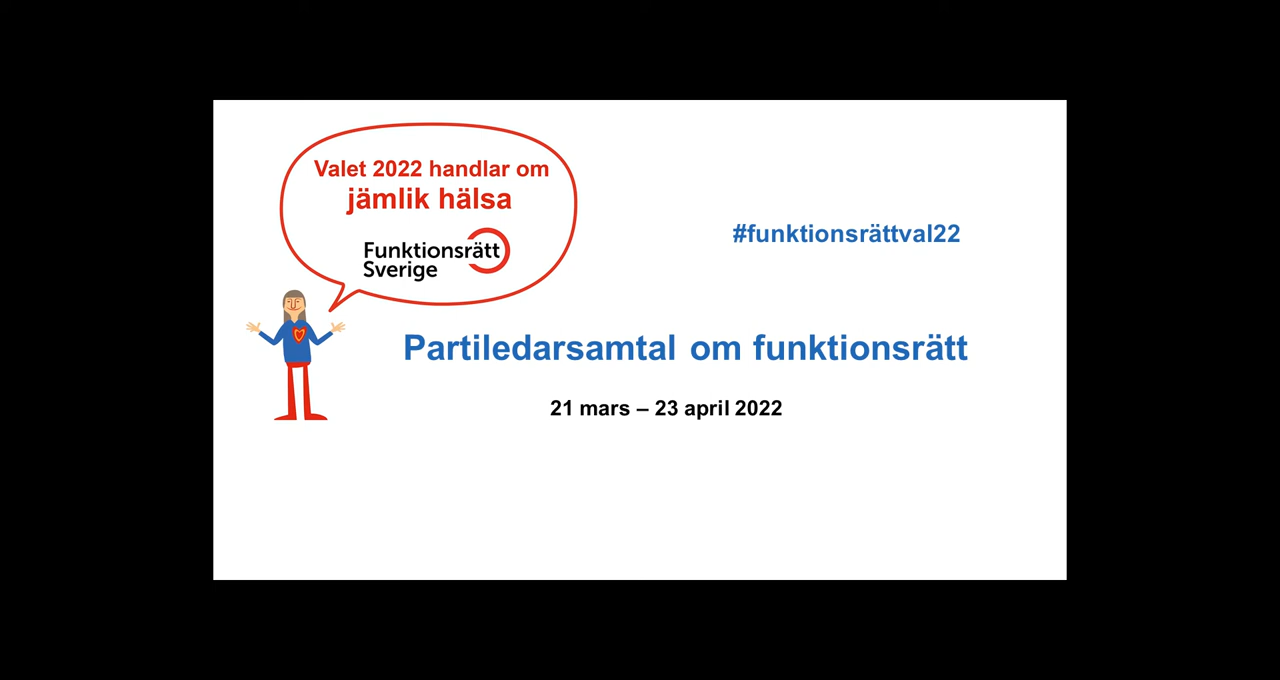 Valet 2022 handlar om
jämlik hälsa
Funktionsrätt
Sverige
#funktionsrättval22
Partiledarsamtal om funktionsrätt
21 mars – 23 april 2022